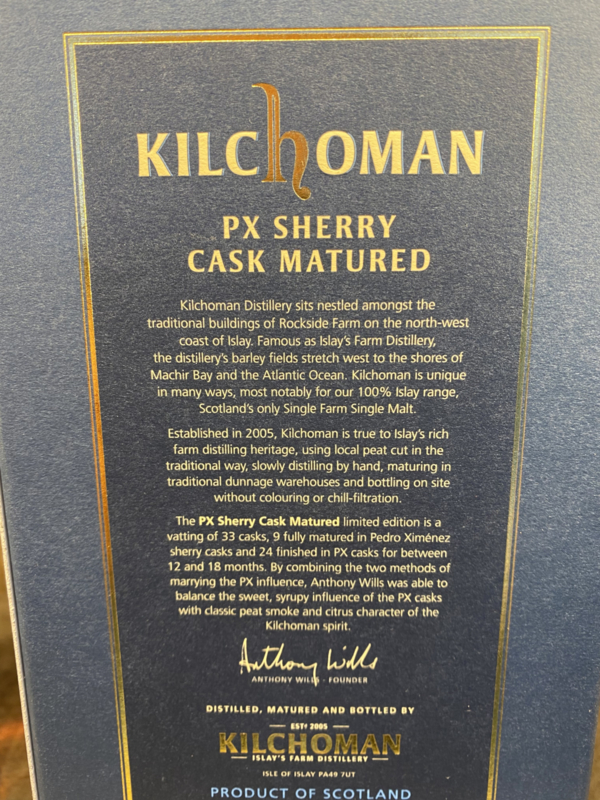 KILChOMAN
PX SHERRY
CASK MATURED
Kilchoman Distillery sits nestled amongst the
traditional buildings of Rockside Farm on the north-west
coast of Islay. Famous as Islay's Farm Distillery,
the distillery's barley fields stretch west to the shores of
Machir Bay and the Atlantic Ocean. Kilchoman is unique
in many ways, most notably for our 100% Islay range,
Scotland's only Single Farm Single Malt.
Established in 2005, Kilchoman is true to Islay's rich
farm distilling heritage, using local peat cut in the
traditional way, slowly distilling by hand, maturing in
traditional dunnage warehouses and bottling on site
without colouring or chill-filtration.
The PX Sherry Cask Matured limited edition is a
vatting of 33 casks, 9 fully matured in Pedro Ximénez
sherry casks and 24 finished in PX casks for between
12 and 18 months. By combining the two methods of
marrying the PX influence, Anthony Wills was able to
balance the sweet, syrupy influence of the PX casks
with classic peat smoke and citrus character of the
Kilchoman spirit.
Anthony Wills
ANTHONY WILLS - FOUNDER
DISTILLED, MATURED AND BOTTLED BY
ESTD 2005
KILCHOMAN
ISLAY'S FARM DISTILLERY
ISLE OF ISLAY PA49 7UT
PRODUCT OF SCOTLAND